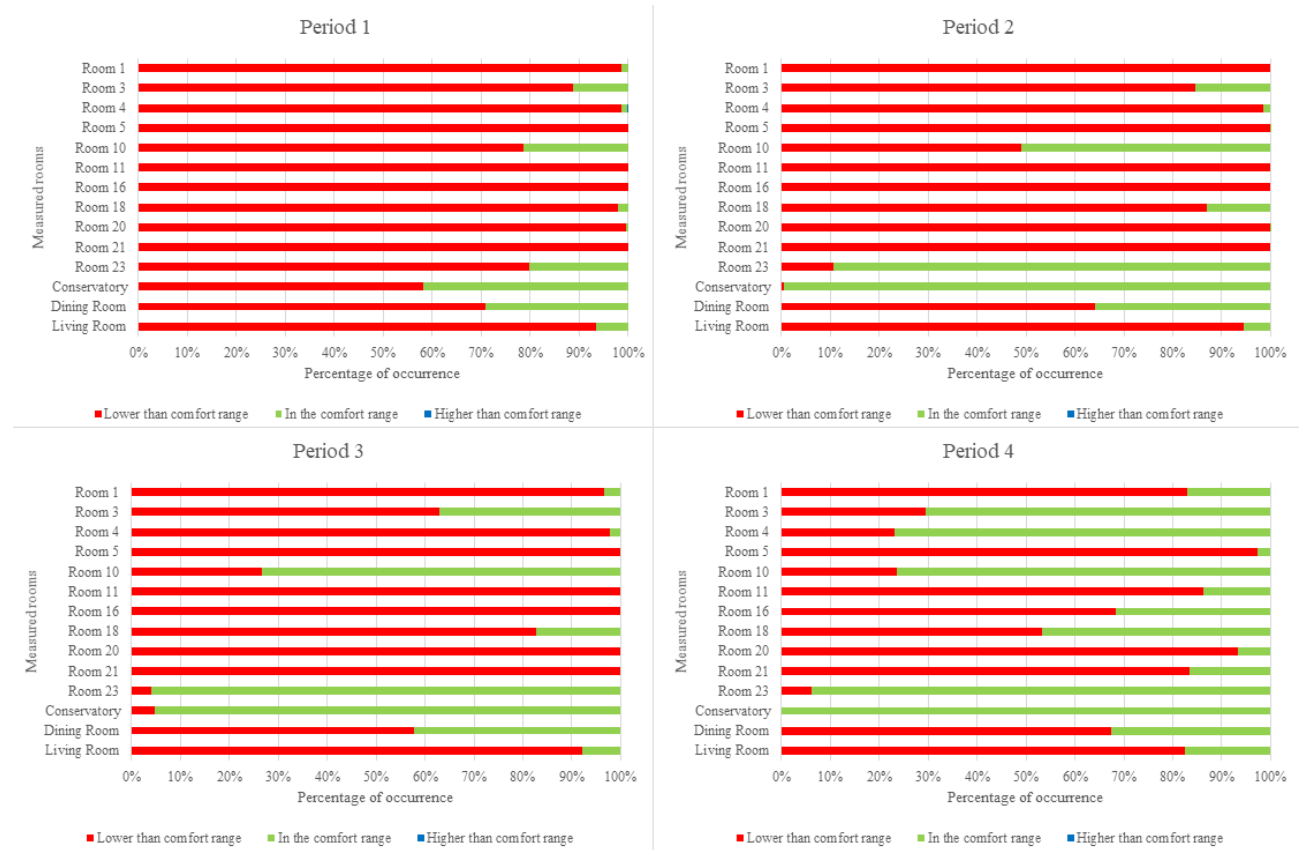 Period 1
Measured rooms
Room 1
Room 3
Room 4
Room 5
Room 10
Room 11
Room 16
Room 18
Room 20
Room 21
Room 23
Conservatory
Dining Room
Living Room
0% 10% 20% 30% 40% 50% 60% 70% 80% 90% 100%
Percentage of occurrence
Lower than comfort range In the comfort range Higher than comfort range
Period 2
Measured rooms
Room 1
Room 3
Room 4
Room 5
Room 10
Room 11
Room 16
Room 18
Room 20
Room 21
Room 23
Conservatory
Dining Room
Living Room
0% 10% 20% 30% 40% 50% 60% 70% 80% 90% 100%
Percentage of occurrence
Lower than comfort range In the comfort range Higher than comfort range
Period 3
Measured rooms
Room 1
Room 3
Room 4
Room 5
Room 10
Room 11
Room 16
Room 18
Room 20
Room 21
Room 23
Conservatory
Dining Room
Living Room
0% 10% 20% 30% 40% 50% 60% 70% 80% 90% 100%
Percentage of occurrence
Lower than comfort range In the comfort range Higher than comfort range
Period 4
Measured rooms
Room 1
Room 3
Room 4
Room 5
Room 10
Room 11
Room 16
Room 18
Room 20
Room 21
Room 23
Conservatory
Dining Room
Living Room
0% 10% 20% 30% 40% 50% 60% 70% 80% 90% 100%
Percentage of occurrence
Lower than comfort range In the comfort range Higher than comfort range